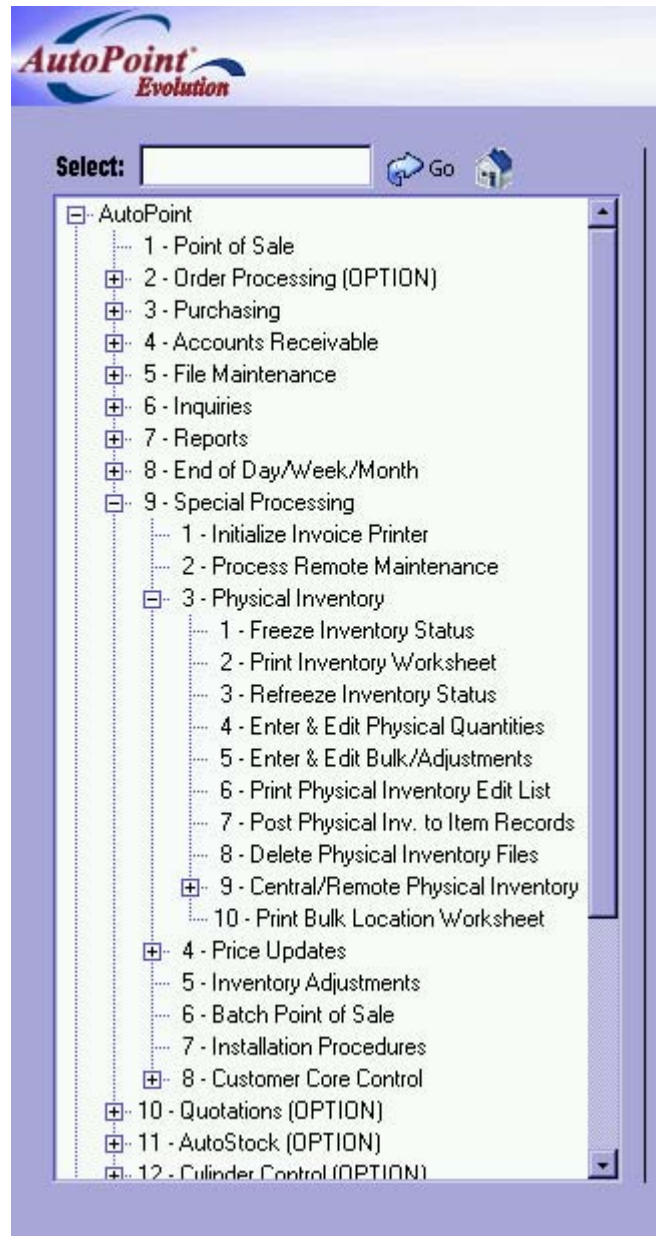 AutoPoint
Evolution
Select:
Go
AutoPoint
1 - Point of Sale
2 - Order Processing (OPTION)
3 - Purchasing
4 - Accounts Receivable
5 - File Maintenance
6 - Inquiries
7 - Reports
8 - End of Day/Week/Month
9 - Special Processing
1 - Initialize Invoice Printer
2 - Process Remote Maintenance
3 - Physical Inventory
1 - Freeze Inventory Status
2 - Print Inventory Worksheet
3 - Refreeze Inventory Status
4 - Enter & Edit Physical Quantities
5 - Enter & Edit Bulk/Adjustments
6 - Print Physical Inventory Edit List
7 - Post Physical Inv. to Item Records
8 - Delete Physical Inventory Files
9 - Central/Remote Physical Inventory
10 - Print Bulk Location Worksheet
4 - Price Updates
5 - Inventory Adjustments
6 - Batch Point of Sale
7 - Installation Procedures
8 - Customer Core Control
10 - Quotations (OPTION)
11 - AutoStock (OPTION)
12 - Cylinder Control (OPTION)